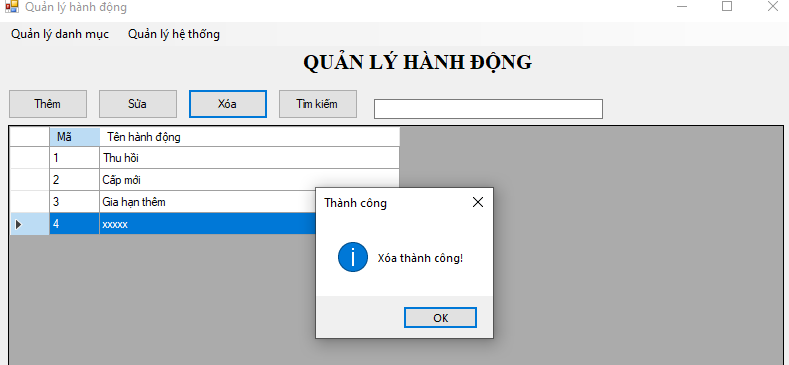 Quản lý hành động
Quản lý danh mục Quản lý hệ thống
QUẢN LÝ HÀNH ĐỘNG
Thêm Sửa Xóa Tìm kiếm
Mã Tên hành động
1 Thu hồi
2 Cấp mới
3 Gia hạn thêm
4 xxxxx
Thành công
Xóa thành công!
OK